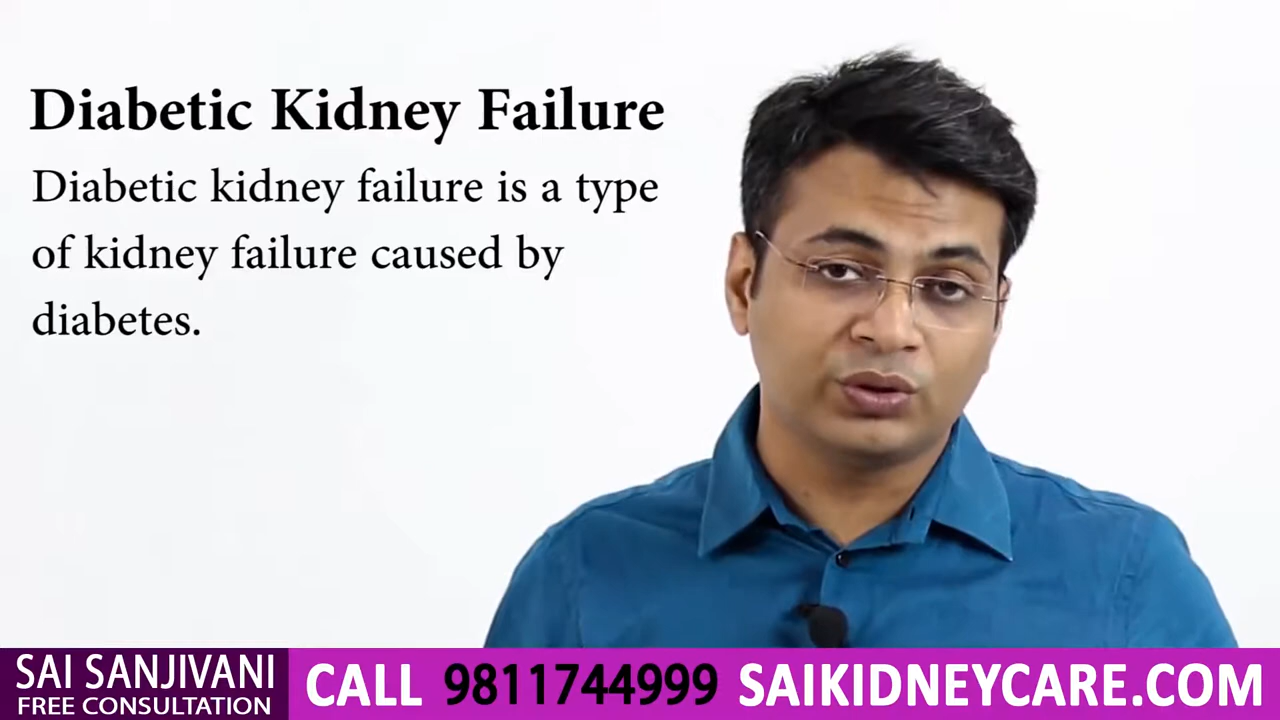 Diabetic Kidney Failure
Diabetic kidney failure is a type
of kidney failure caused by
diabetes.
SAI SANJIVANI
FREE CONSULTATION
CALL 9811744999 SAIKIDNEYCARE.COM